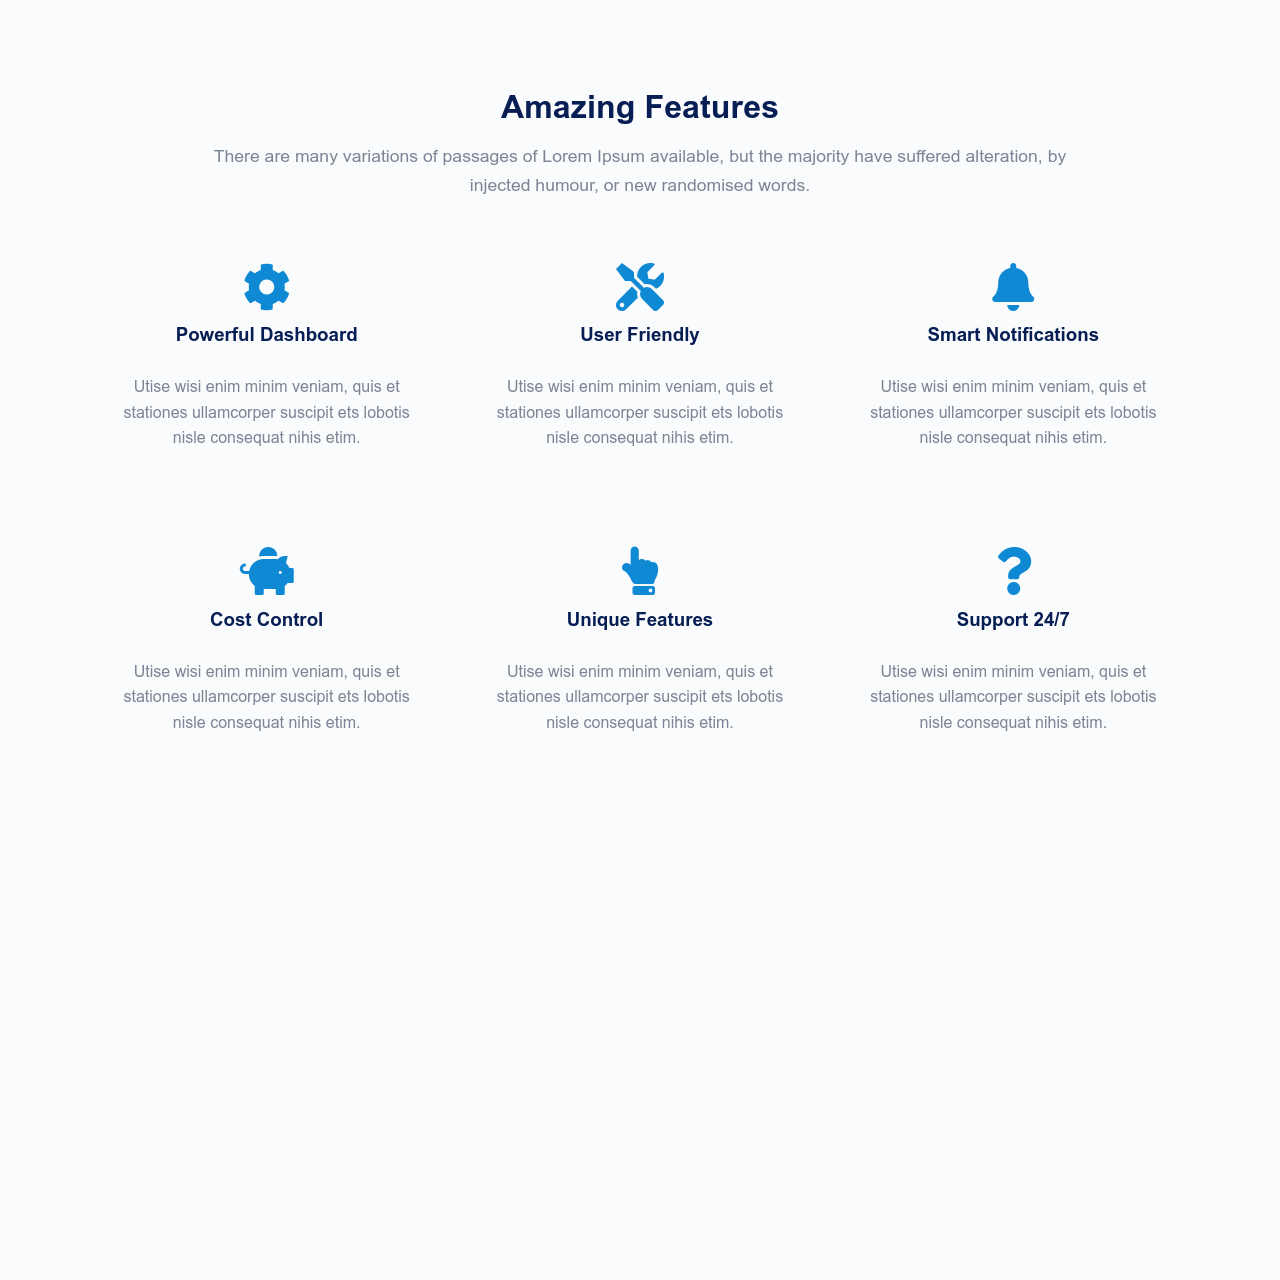 Amazing Features
There are many variations of passages of Lorem Ipsum available, but the majority have suffered alteration, by
injected humour, or new randomised words.
Powerful Dashboard
Utise wisi enim minim veniam, quis et
stationes ullamcorper suscipit ets lobotis
nisle consequat nihis etim.
User Friendly
Utise wisi enim minim veniam, quis et
stationes ullamcorper suscipit ets lobotis
nisle consequat nihis etim.
Smart Notifications
Utise wisi enim minim veniam, quis et
stationes ullamcorper suscipit ets lobotis
nisle consequat nihis etim.
Cost Control
Utise wisi enim minim veniam, quis et
stationes ullamcorper suscipit ets lobotis
nisle consequat nihis etim.
Unique Features
Utise wisi enim minim veniam, quis et
stationes ullamcorper suscipit ets lobotis
nisle consequat nihis etim.
Support 24/7
Utise wisi enim minim veniam, quis et
stationes ullamcorper suscipit ets lobotis
nisle consequat nihis etim.